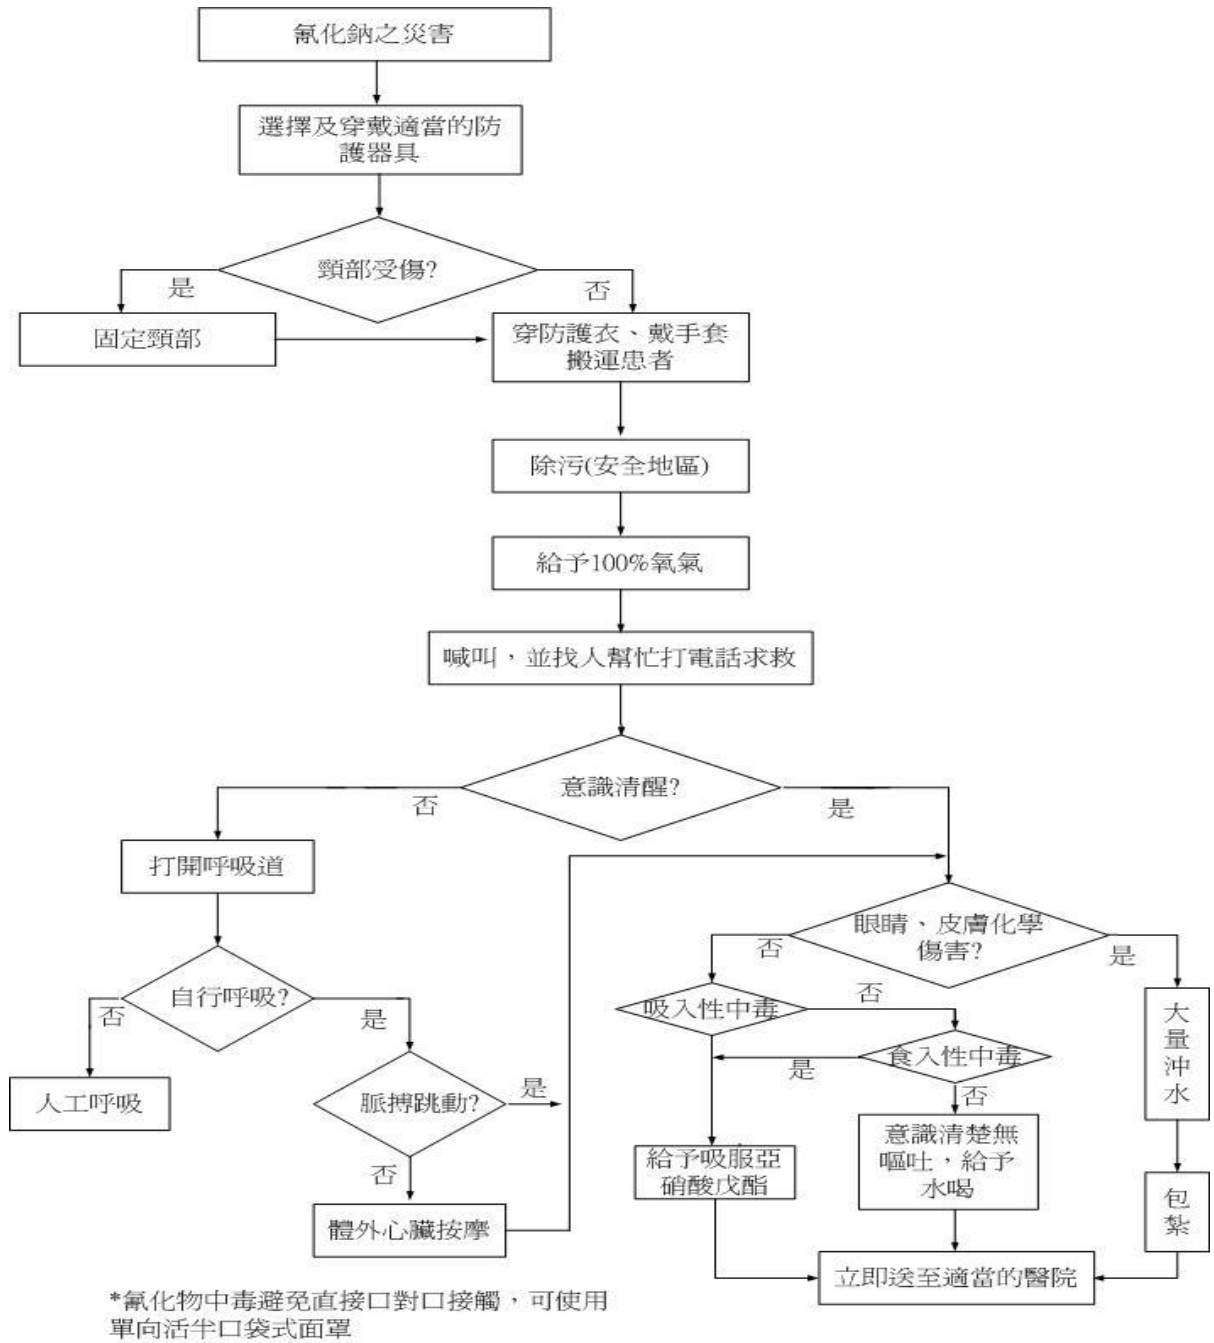 氰化鈉之災害
選擇及穿戴適當的防
護器具
頸部受傷?
是
否
固定頸部
穿防護衣、戴手套
搬運患者
除污(安全地區)
給予100%氧氣
喊叫，並找人幫忙打電話求救
意識清醒?
否
是
打開呼吸道
眼睛、皮膚化學
傷害?
否
是
自行呼吸?
否
是
吸入性中毒
否
大
量
沖
水
食入性中毒
是
否
人工呼吸
脈搏跳動?
是
否
意識清楚無
嘔吐，給予
水喝
給予吸服亞
硝酸戊酯
包
紮
體外心臟按摩
立即送至適當的醫院
*氰化物中毒避免直接口對口接觸，可使用
單向活半口袋式面罩